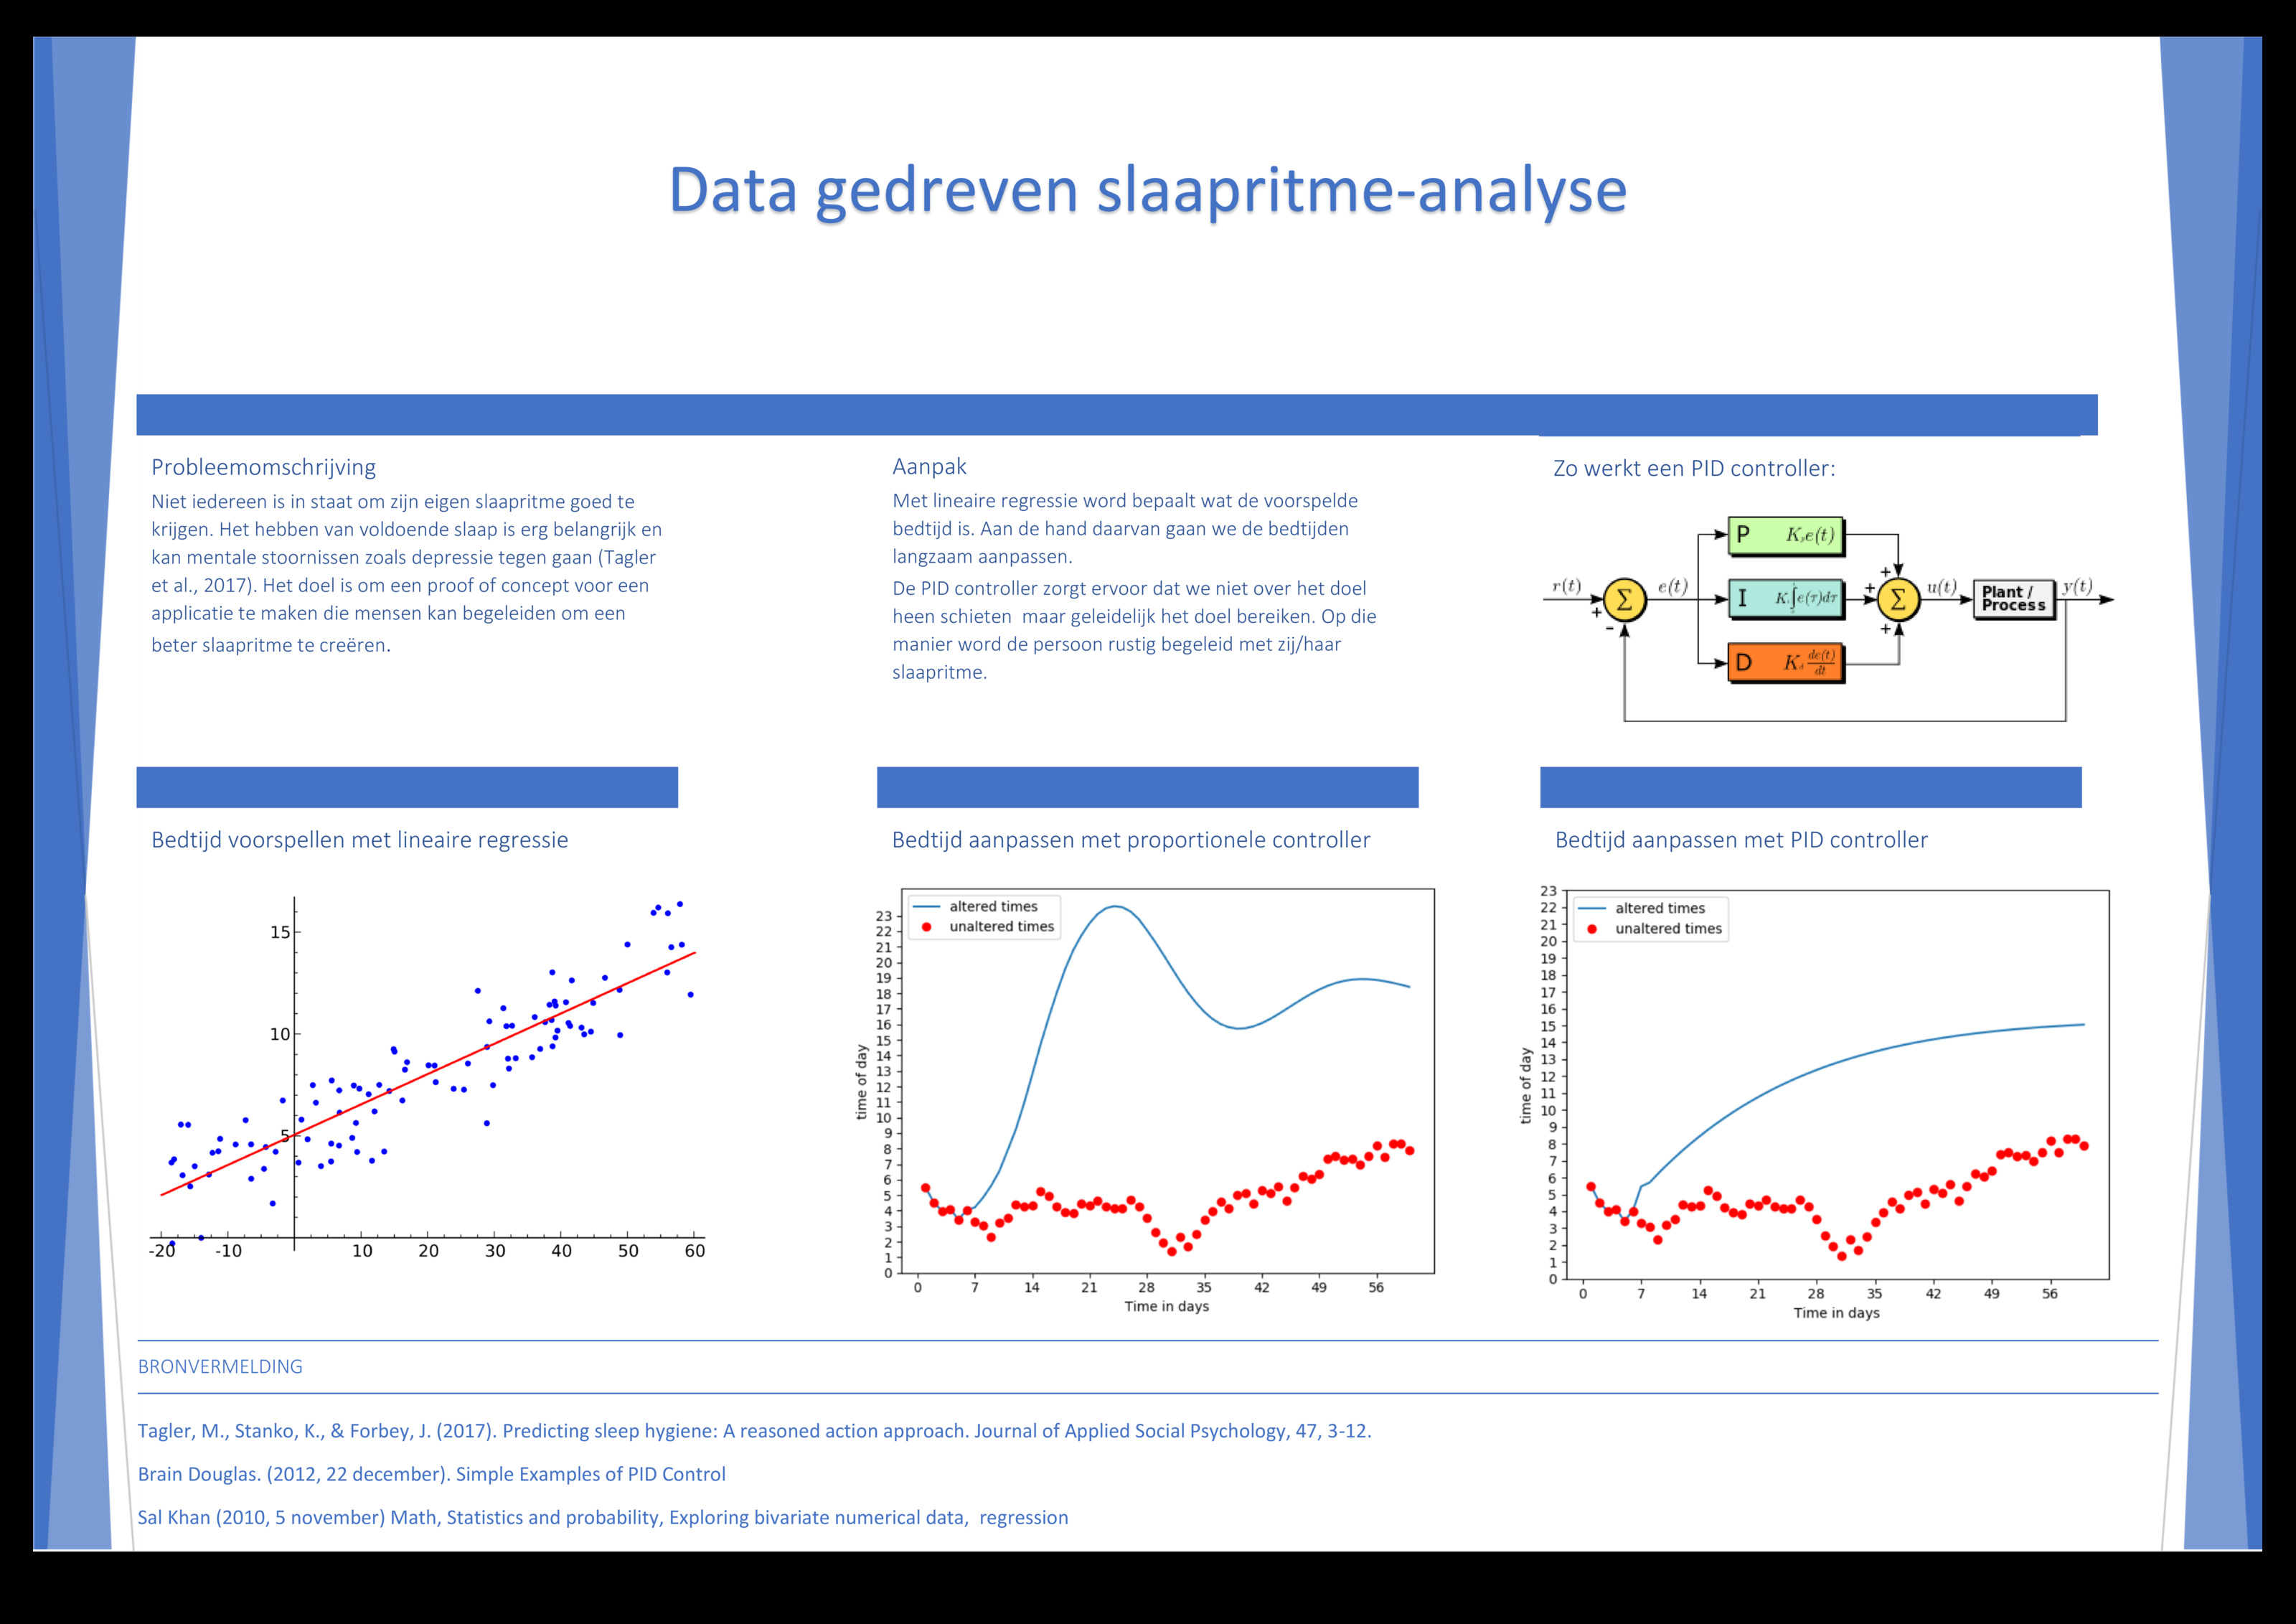 Data gedreven slaapritme-analyse
Probleemomschrijving
Niet iedereen is in staat om zijn eigen slaapritme goed te
krijgen. Het hebben van voldoende slaap is erg belangrijk en
kan mentale stoornissen zoals depressie tegen gaan (Tagler
et al., 2017). Het doel is om een proof of concept voor een
applicatie te maken die mensen kan begeleiden om een
beter slaapritme te creëren.
Aanpak
Met lineaire regressie word bepaalt wat de voorspelde
bedtijd is. Aan de hand daarvan gaan we de bedtijden
langzaam aanpassen.
De PID controller zorgt ervoor dat we niet over het doel
heen schieten  maar geleidelijk het doel bereiken. Op die
manier word de persoon rustig begeleid met zij/haar
slaapritme.
Zo werkt een PID controller:
P K_p e(t)
r(t) + - Σ e(t) I K_i ∫e(τ)dτ + + + Σ u(t) Plant / Process y(t)
D K_d de(t)/dt
Bedtijd voorspellen met lineaire regressie
15
10
5
-20 -10 10 20 30 40 50 60
Bedtijd aanpassen met proportionele controller
altered times
unaltered times
23
22
21
20
19
18
17
16
15
14
13
12
11
10
9
8
7
6
5
4
3
2
1
0
time of day
0 7 14 21 28 35 42 49 56
Time in days
Bedtijd aanpassen met PID controller
altered times
unaltered times
23
22
21
20
19
18
17
16
15
14
13
12
11
10
9
8
7
6
5
4
3
2
1
0
time of day
0 7 14 21 28 35 42 49 56
Time in days
BRONVERMELDING
Tagler, M., Stanko, K., & Forbey, J. (2017). Predicting sleep hygiene: A reasoned action approach. Journal of Applied Social Psychology, 47, 3-12.
Brain Douglas. (2012, 22 december). Simple Examples of PID Control
Sal Khan (2010, 5 november) Math, Statistics and probability, Exploring bivariate numerical data,  regression